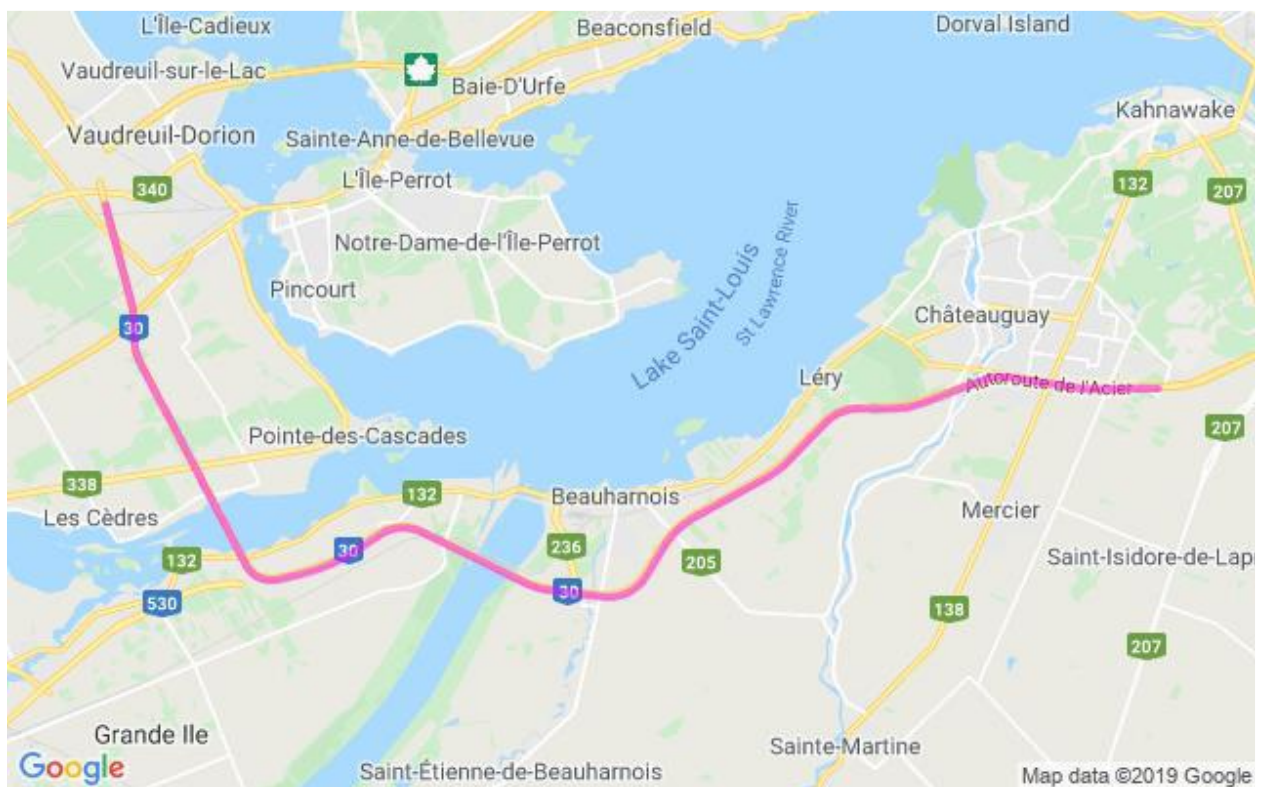 L'Île-Cadieux
Beaconsfield
Dorval Island
Vaudreuil-sur-le-Lac
Baie-D'Urfe
Kahnawake
Vaudreuil-Dorion
Sainte-Anne-de-Bellevue
L'Île-Perrot
340
132
207
Notre-Dame-de-l'Île-Perrot
Pincourt
Lake Saint-Louis
St Lawrence River
30
Châteauguay
Léry
Autoroute de l'Acier
Pointe-des-Cascades
207
338
132
Beauharnois
Les Cèdres
Mercier
132
30
236
205
Saint-Isidore-de-Lap
530
30
138
207
Grande Ile
Sainte-Martine
Google
Saint-Étienne-de-Beauharnois
Map data ©2019 Google